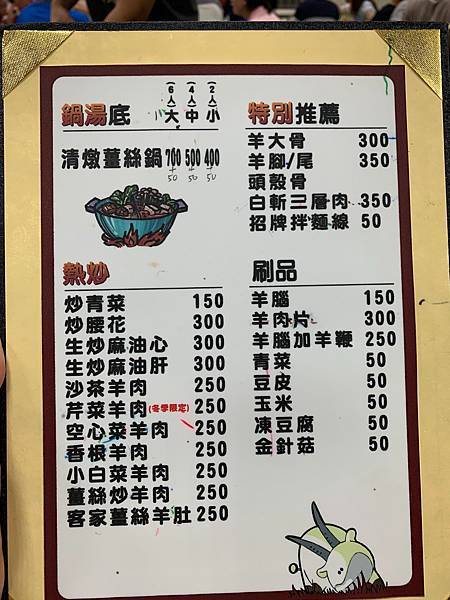 鍋湯底 (6人)大 (4人)中 (2人)小
清燉薑絲鍋 700 500 400
+50 +50
熱炒
炒青菜 150
炒腰花 300
生炒麻油心 300
生炒麻油肝 300
沙茶羊肉 250
芹菜羊肉(冬季限定) 250
空心菜羊肉 250
香根羊肉 250
小白菜羊肉 250
薑絲炒羊肉 250
客家薑絲羊肚 250
特別推薦
羊大骨 300
羊腳/尾 350
頭殼骨
白斬三層肉 350
招牌拌麵線 50
刷品
羊腦 150
羊肉片 300
羊腦加羊鞭 250
青菜 50
豆皮 50
玉米 50
凍豆腐 50
金針菇 50